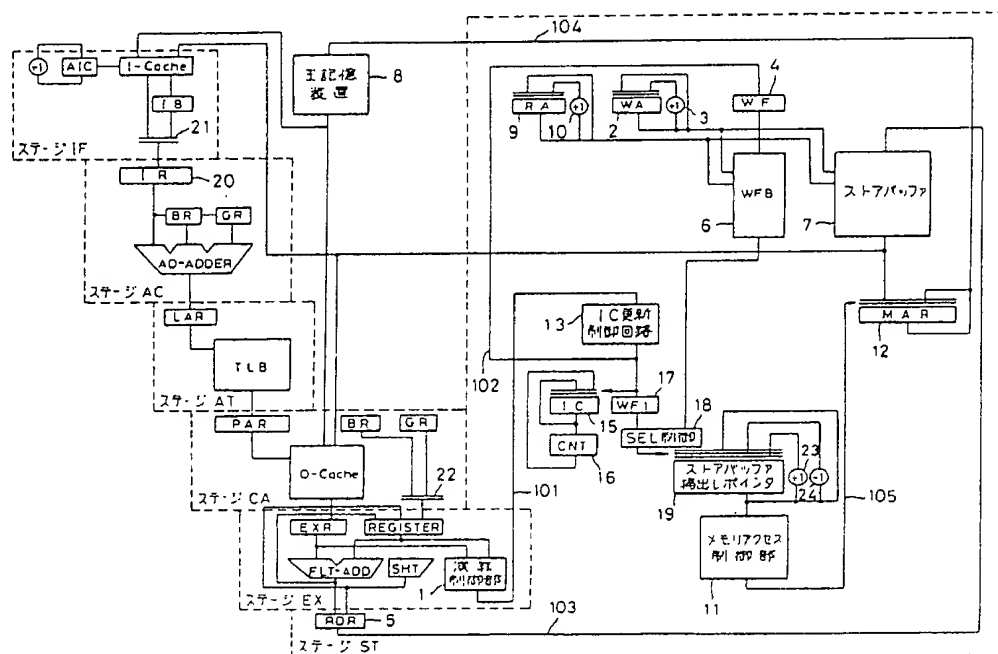 104
+1
AIC
I-Cache
主記憶
装置
8
IB
21
ステージIF
RA
9
+1
10
WA
2
+1
3
WF
4
IR
20
BR
GR
AD-ADDER
ステージAC
WFB
6
ストアバッファ
7
LAR
TLB
ステージAT
13
IC更新
制御回路
MAR
12
102
IC
15
WF1
17
CNT
16
SEL制御
18
PAR
BR
GR
O-Cache
22
ステージCA
101
ストアバッファ
掃出しポインタ
19
+1
-1
23
24
105
EXR
REGISTER
FLT-ADD
SHT
演算
制御部
1
メモリアクセス
制御部
11
ステージEX
RDR
5
103
ステージST